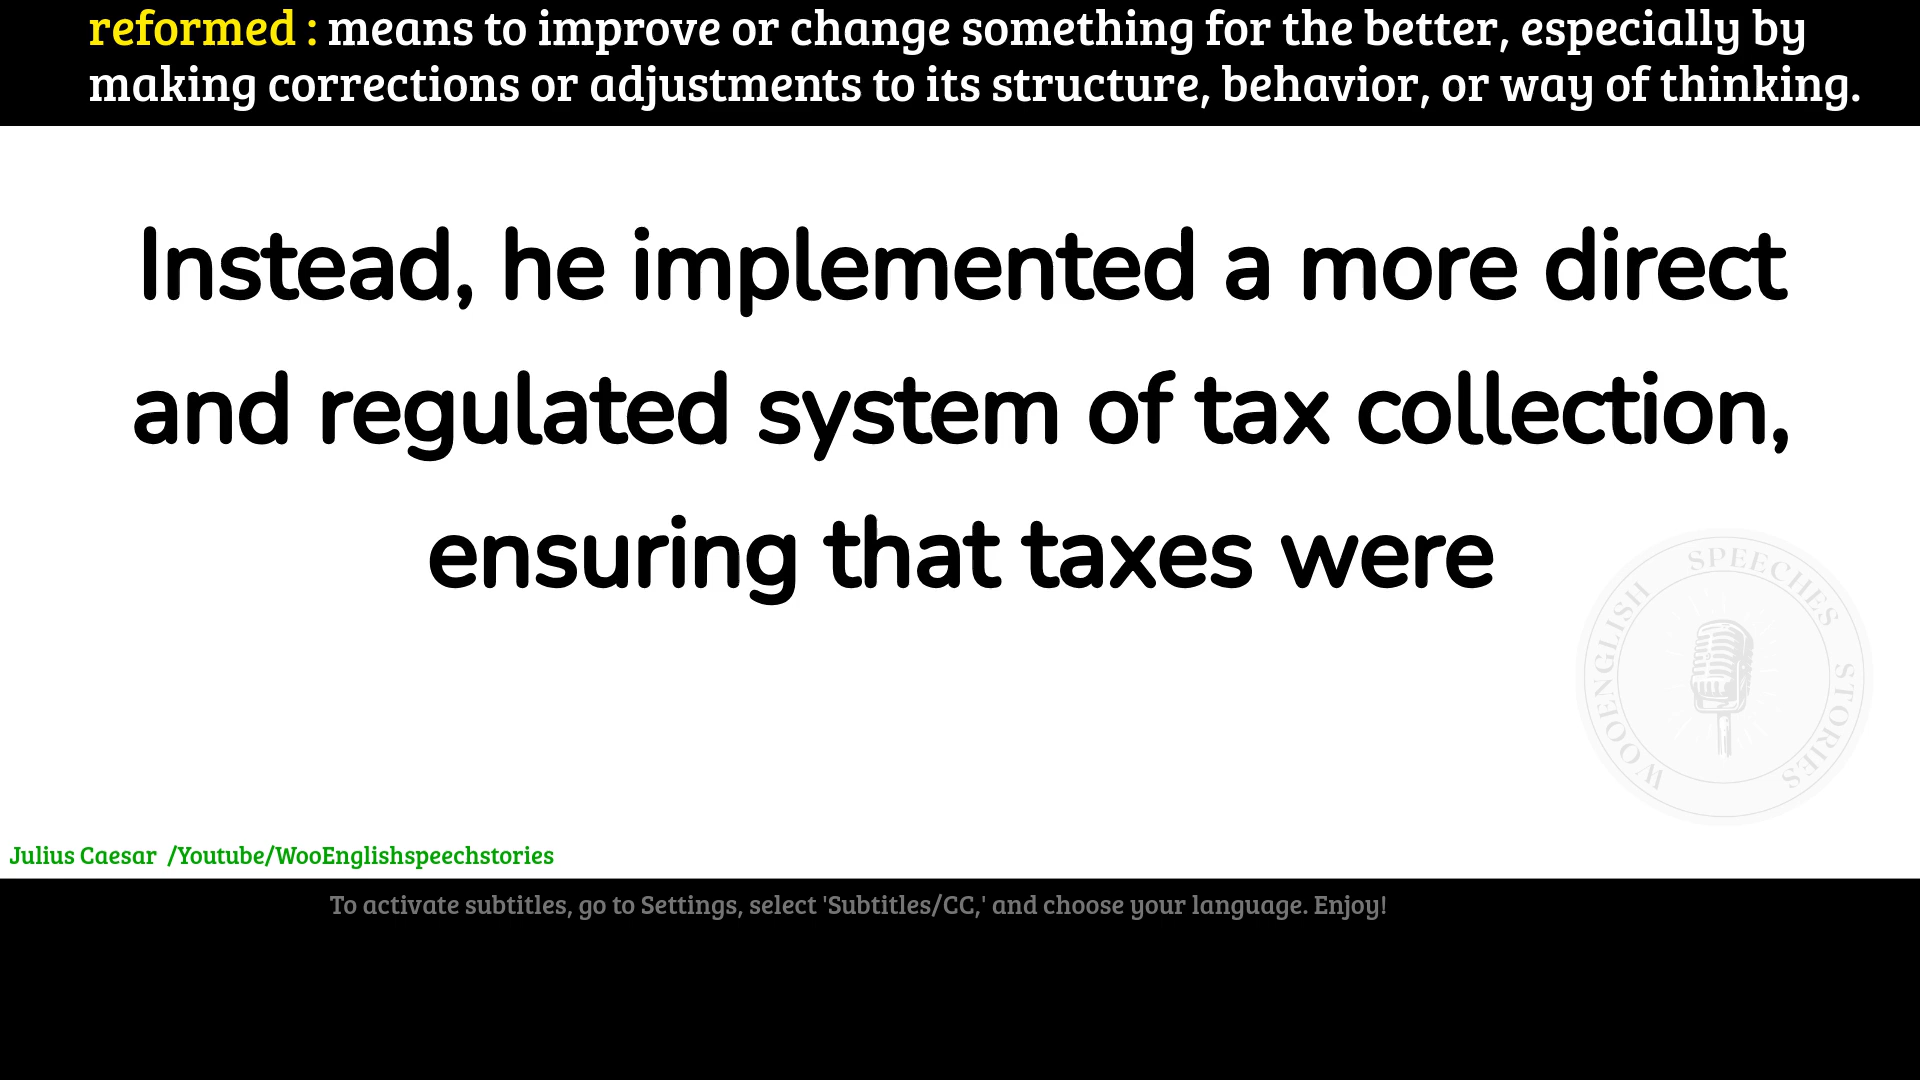 reformed : means to improve or change something for the better, especially by
making corrections or adjustments to its structure, behavior, or way of thinking.
Instead, he implemented a more direct
and regulated system of tax collection,
ensuring that taxes were
WOOENGLISH SPEECHES STORIES
Julius Caesar /Youtube/WooEnglishspeechstories
To activate subtitles, go to Settings, select 'Subtitles/CC,' and choose your language. Enjoy!